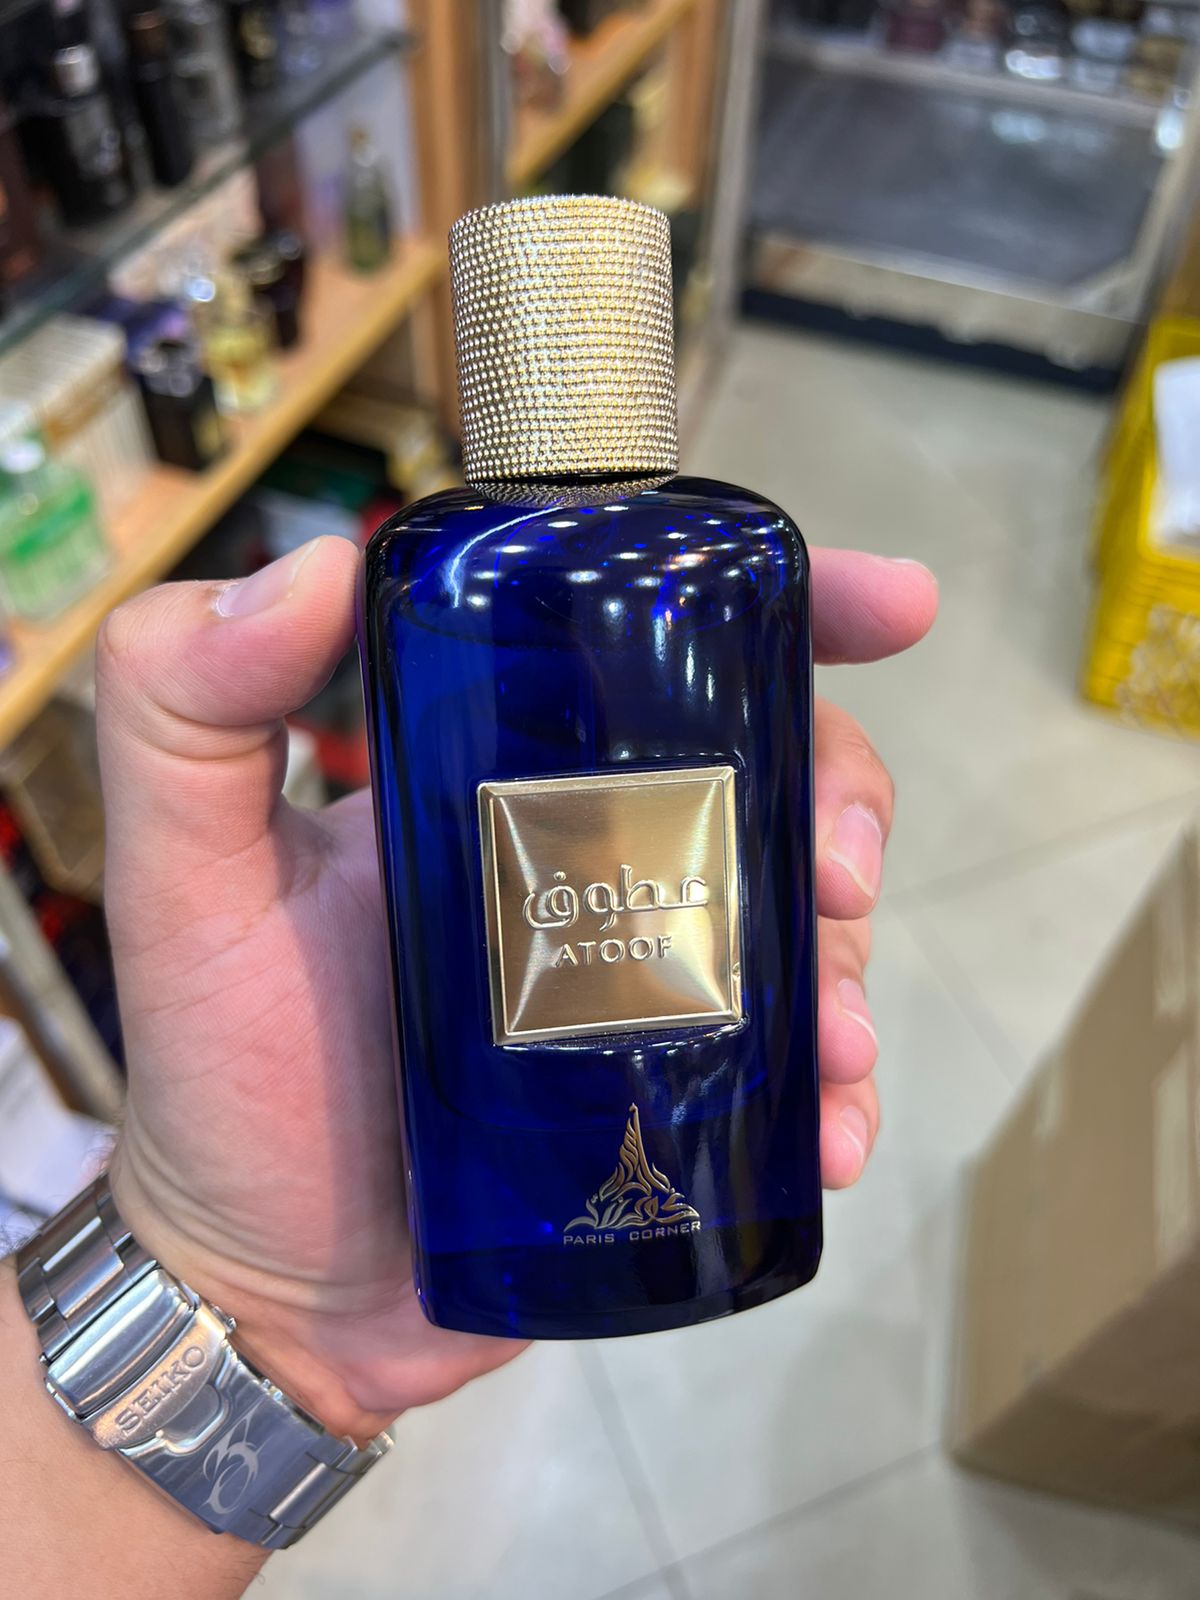 عطوف
ATOOF
PARIS CORNER
SEIKO